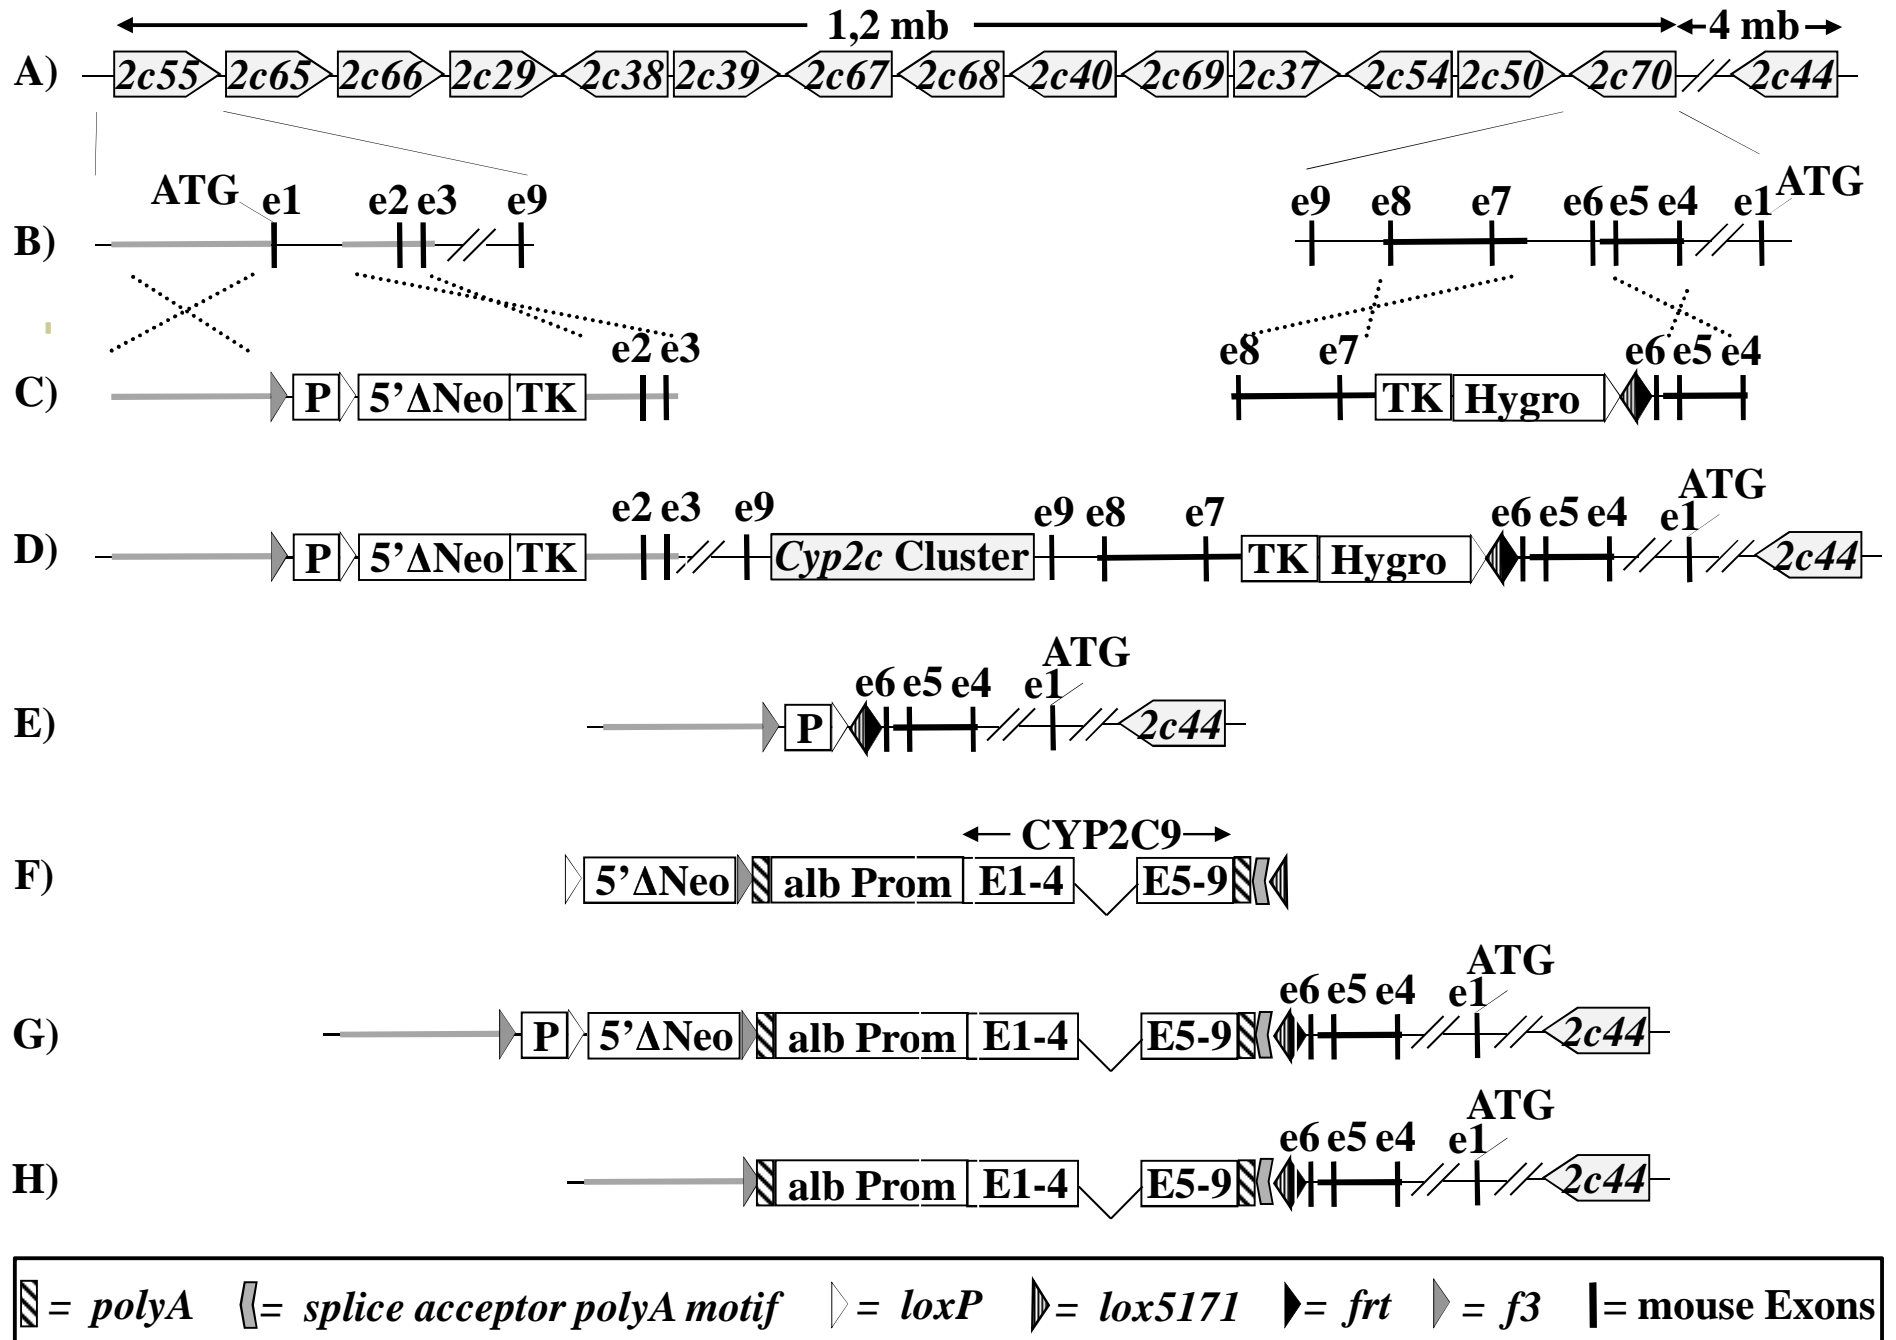 1,2 mb 4 mb
A) 2c55 2c65 2c66 2c29 2c38 2c39 2c67 2c68 2c40 2c69 2c37 2c54 2c50 2c70 2c44
ATG ATG
e1 e2 e3 e9 e9 e8 e7 e6 e5 e4 e1
B)
e2 e3 e8 e7 e6 e5 e4
C) P 5’ΔNeo TK TK Hygro
ATG
e2 e3 e9 e9 e8 e7 e6 e5 e4 e1
D) P 5’ΔNeo TK Cyp2c Cluster TK Hygro 2c44
ATG
e6 e5 e4 e1
E) P 2c44
CYP2C9
F) 5’ΔNeo alb Prom E1-4 E5-9
ATG
e6 e5 e4 e1
G) P 5’ΔNeo alb Prom E1-4 E5-9 2c44
ATG
e6 e5 e4 e1
H) alb Prom E1-4 E5-9 2c44
= polyA = splice acceptor polyA motif = loxP = lox5171 = frt = f3 = mouse Exons